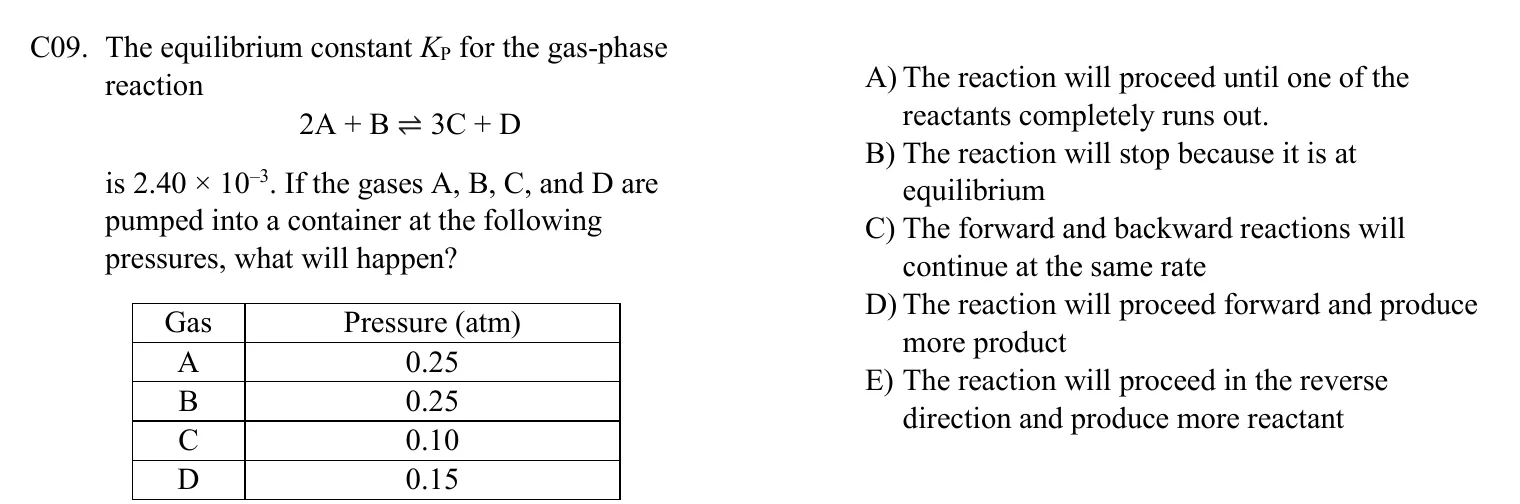 C09. The equilibrium constant Kₚ for the gas-phase
reaction
2A + B ⇌ 3C + D
is 2.40 × 10⁻³. If the gases A, B, C, and D are
pumped into a container at the following
pressures, what will happen?
Gas Pressure (atm)
A 0.25
B 0.25
C 0.10
D 0.15
A) The reaction will proceed until one of the
reactants completely runs out.
B) The reaction will stop because it is at
equilibrium
C) The forward and backward reactions will
continue at the same rate
D) The reaction will proceed forward and produce
more product
E) The reaction will proceed in the reverse
direction and produce more reactant